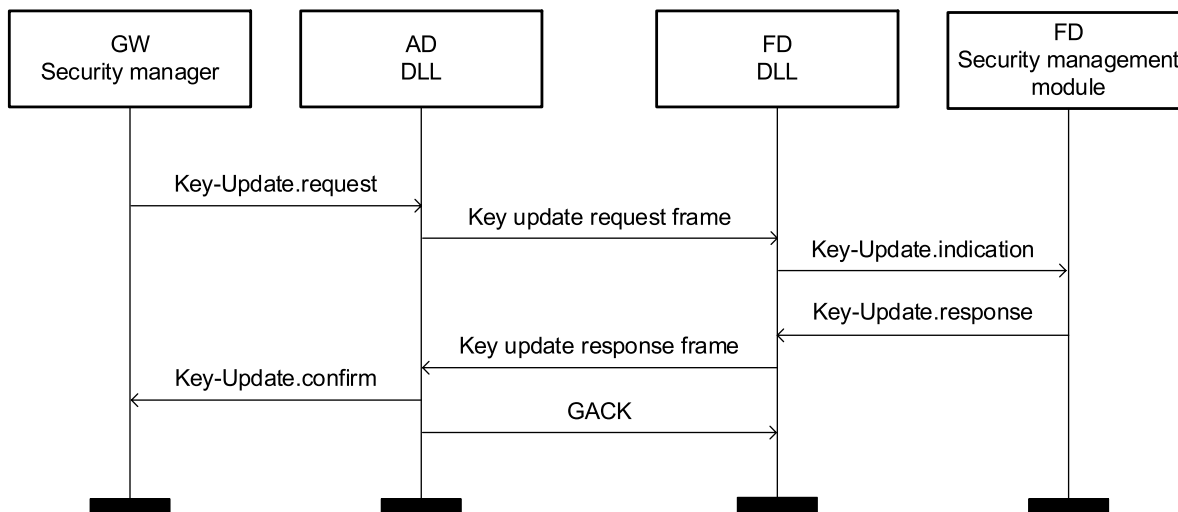 GW
Security manager
AD
DLL
FD
DLL
FD
Security management
module
Key-Update.request
Key update request frame
Key-Update.indication
Key-Update.response
Key update response frame
Key-Update.confirm
GACK